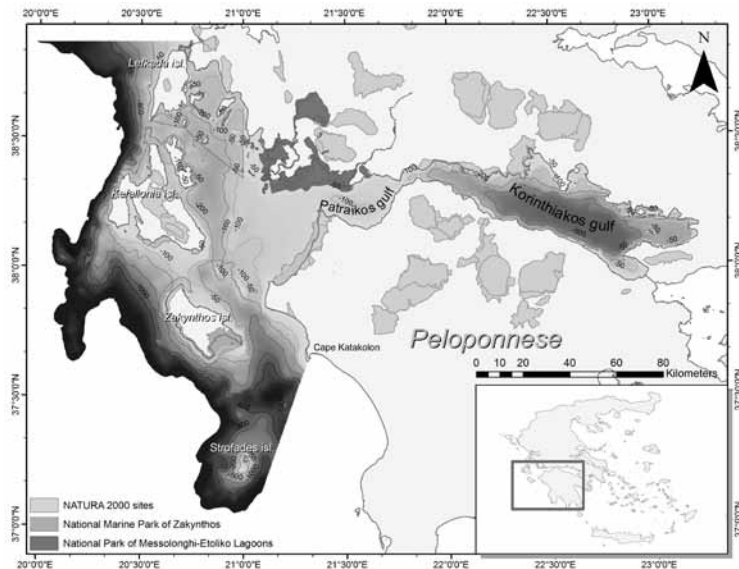 20°0'0"E 20°30'0"E 21°0'0"E 21°30'0"E 22°0'0"E 22°30'0"E 23°0'0"E
N
Lefkada isl.
38°30'0"N
Kefallonia isl.
Patraikos gulf
Korinthiakos gulf
38°0'0"N
Zakynthos isl.
Cape Katakolon
Peloponnese
0 5 10 20 40 60 80
Kilometers
37°30'0"N
Strofades isl.
NATURA 2000 sites
National Marine Park of Zakynthos
National Park of Messolonghi-Etoliko Lagoons
37°0'0"N
20°0'0"E 20°30'0"E 21°0'0"E 21°30'0"E 22°0'0"E 22°30'0"E 23°0'0"E